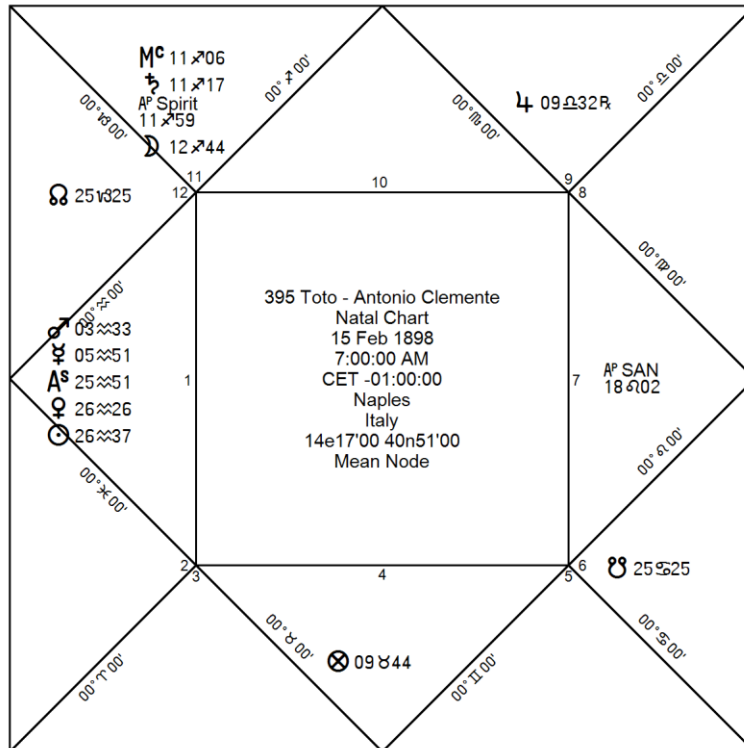 Mc 11♐06
♄ 11♐17
AP Spirit
11♐59
☽ 12♐44
00°♐00'
00°♏00'
♃ 09♎32℞
00°♎00'
00°♑00'
11
12
10
9
8
☊ 25♑25
00°♒00'
00°♍00'
♂ 03♒33
☿ 05♒51
As 25♒51
♀ 26♒26
☉ 26♒37
1
395 Toto - Antonio Clemente
Natal Chart
15 Feb 1898
7:00:00 AM
CET -01:00:00
Naples
Italy
14e17'00 40n51'00
Mean Node
7
AP SAN
18♌02
00°♓00'
00°♌00'
2
3
4
5
6
☋ 25♋25
00°♈00'
00°♉00'
⊗ 09♉44
00°♊00'
00°♋00'